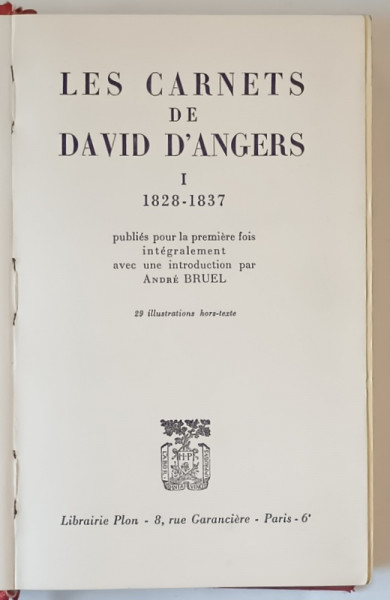 LES CARNETS
DE
DAVID D'ANGERS
I
1828-1837
publiés pour la première fois
intégralement
avec une introduction par
ANDRÉ BRUEL
29 illustrations hors-texte
H·P
Librairie Plon - 8, rue Garancière - Paris-6e